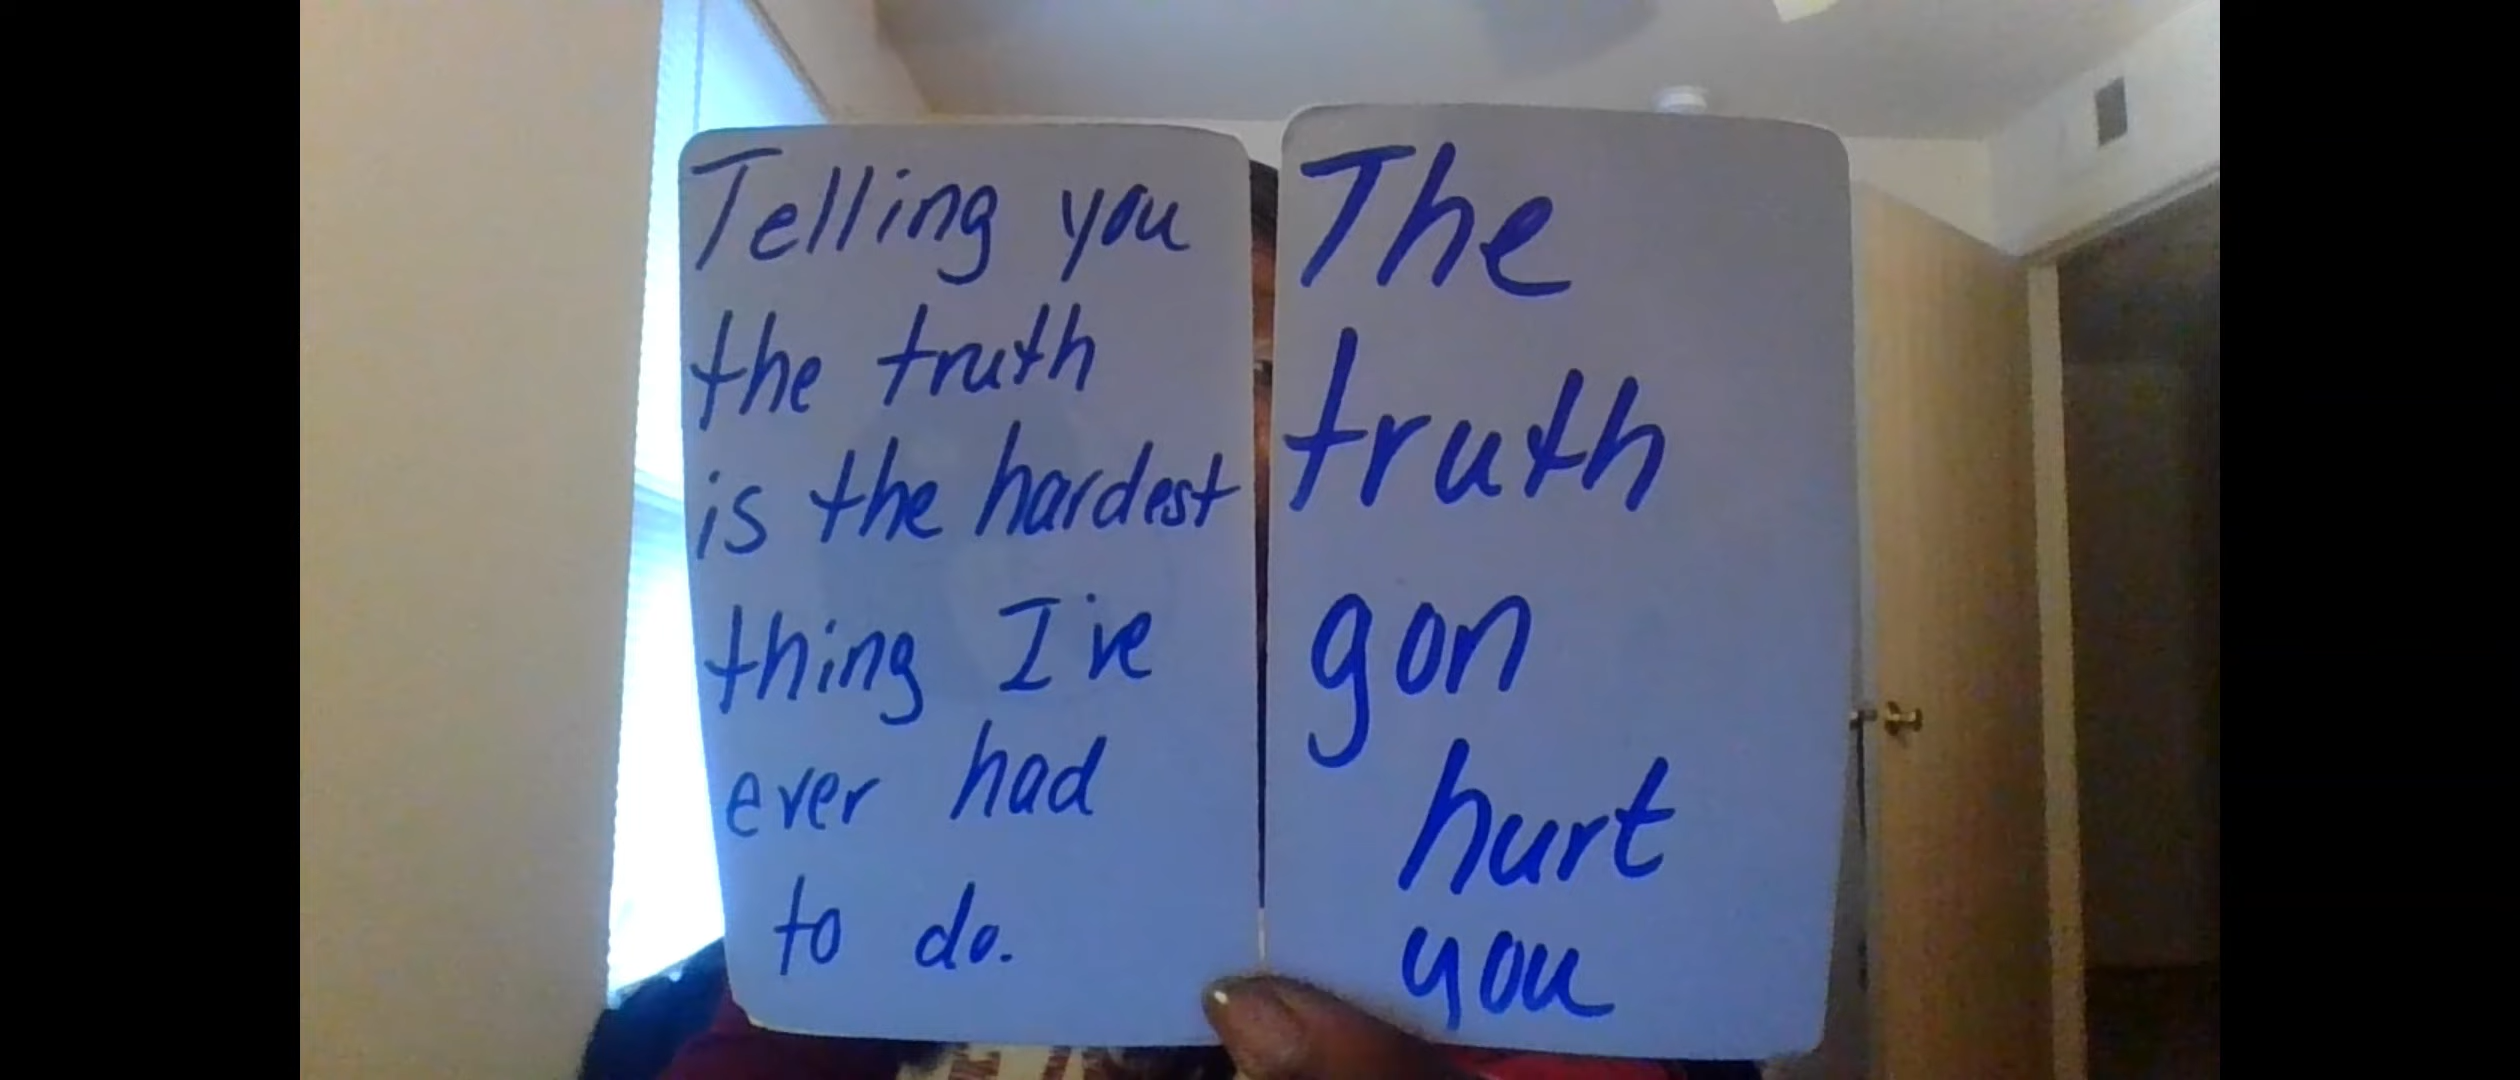 Telling you
the truth
is the hardest
thing I've
ever had
to do.
The
truth
gon
hurt
you